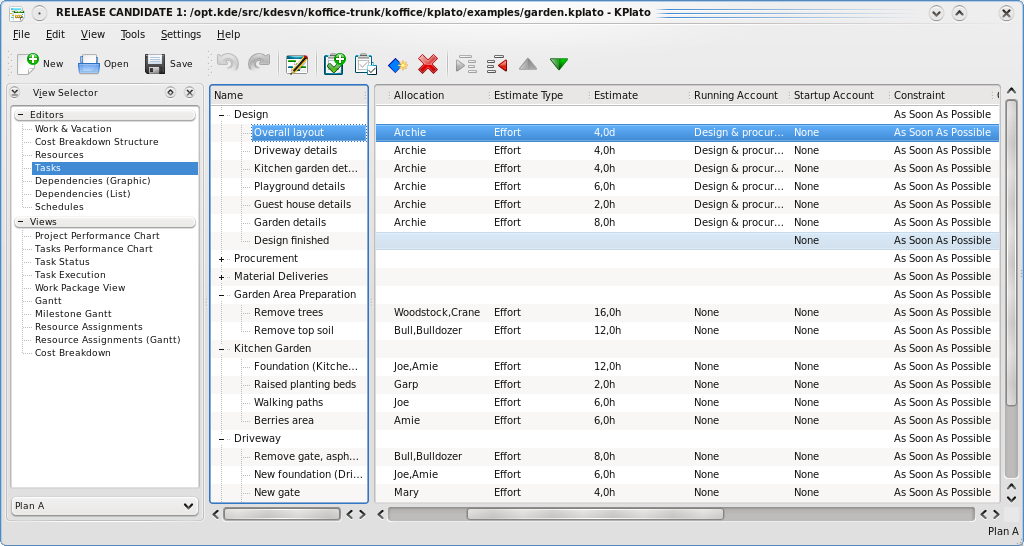 RELEASE CANDIDATE 1: /opt.kde/src/kdesvn/koffice-trunk/koffice/kplato/examples/garden.kplato - KPlato
File Edit View Tools Settings Help
New Open Save
View Selector
Editors
Work & Vacation
Cost Breakdown Structure
Resources
Tasks
Dependencies (Graphic)
Dependencies (List)
Schedules
Views
Project Performance Chart
Tasks Performance Chart
Task Status
Task Execution
Work Package View
Gantt
Milestone Gantt
Resource Assignments
Resource Assignments (Gantt)
Cost Breakdown
Plan A
Name Allocation Estimate Type Estimate Running Account Startup Account Constraint
Design As Soon As Possible
Overall layout Archie Effort 4,0d Design & procur... None As Soon As Possible
Driveway details Archie Effort 4,0h Design & procur... None As Soon As Possible
Kitchen garden det... Archie Effort 4,0h Design & procur... None As Soon As Possible
Playground details Archie Effort 6,0h Design & procur... None As Soon As Possible
Guest house details Archie Effort 2,0h Design & procur... None As Soon As Possible
Garden details Archie Effort 8,0h Design & procur... None As Soon As Possible
Design finished None As Soon As Possible
Procurement As Soon As Possible
Material Deliveries As Soon As Possible
Garden Area Preparation As Soon As Possible
Remove trees Woodstock,Crane Effort 16,0h None None As Soon As Possible
Remove top soil Bull,Bulldozer Effort 12,0h None None As Soon As Possible
Kitchen Garden As Soon As Possible
Foundation (Kitche... Joe,Amie Effort 12,0h None None As Soon As Possible
Raised planting beds Garp Effort 2,0h None None As Soon As Possible
Walking paths Joe Effort 6,0h None None As Soon As Possible
Berries area Amie Effort 6,0h None None As Soon As Possible
Driveway As Soon As Possible
Remove gate, asph... Bull,Bulldozer Effort 8,0h None None As Soon As Possible
New foundation (Dri... Joe,Amie Effort 6,0h None None As Soon As Possible
New gate Mary Effort 4,0h None None As Soon As Possible
Plan A